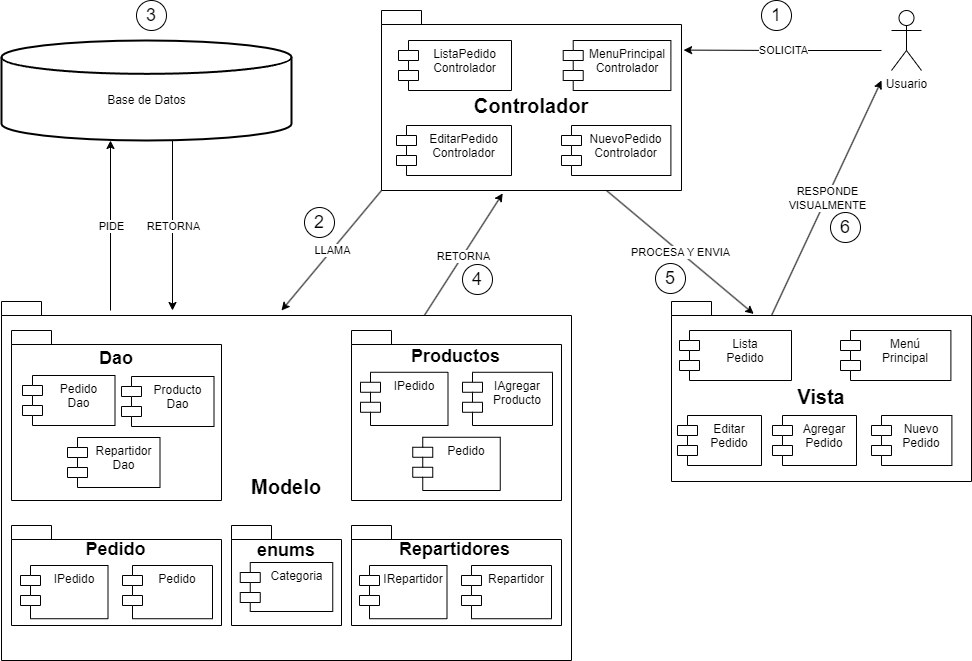 3
1
ListaPedido
Controlador
MenuPrincipal
Controlador
SOLICITA
Usuario
Base de Datos
Controlador
EditarPedido
Controlador
NuevoPedido
Controlador
RESPONDE
VISUALMENTE
6
2
LLAMA
PIDE
RETORNA
RETORNA
4
PROCESA Y ENVIA
5
Dao
Pedido
Dao
Producto
Dao
Repartidor
Dao
Productos
IPedido
IAgregar
Producto
Pedido
Modelo
Pedido
IPedido
Pedido
enums
Categoria
Repartidores
IRepartidor
Repartidor
Lista
Pedido
Menú
Principal
Vista
Editar
Pedido
Agregar
Pedido
Nuevo
Pedido